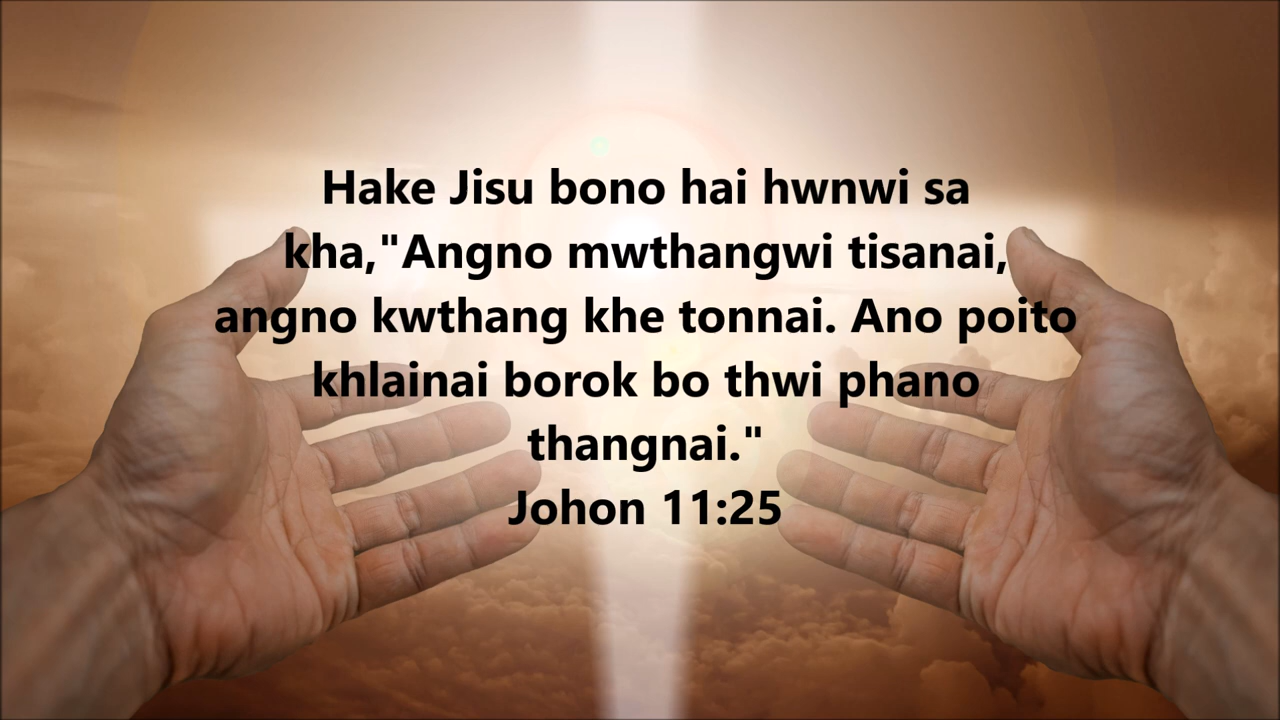 Hake Jisu bono hai hwnwi sa
kha,"Angno mwthangwi tisanai,
angno kwthang khe tonnai. Ano poito
khlainai borok bo thwi phano
thangnai."
Johon 11:25